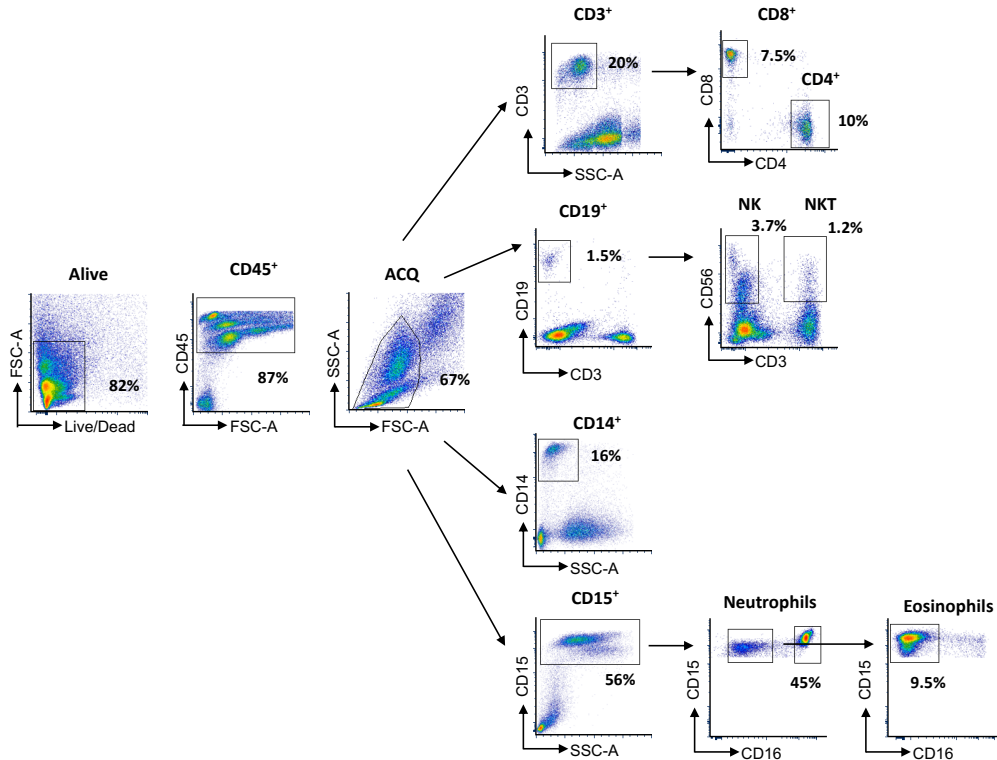 CD3⁺
20%
CD3
SSC-A
CD8⁺
7.5%
CD4⁺
10%
CD8
CD4
CD19⁺
1.5%
CD19
CD3
NK
3.7%
NKT
1.2%
CD56
CD3
Alive
82%
FSC-A
Live/Dead
CD45⁺
87%
CD45
FSC-A
ACQ
67%
SSC-A
FSC-A
CD14⁺
16%
CD14
SSC-A
CD15⁺
56%
CD15
SSC-A
Neutrophils
45%
CD15
CD16
Eosinophils
9.5%
CD15
CD16